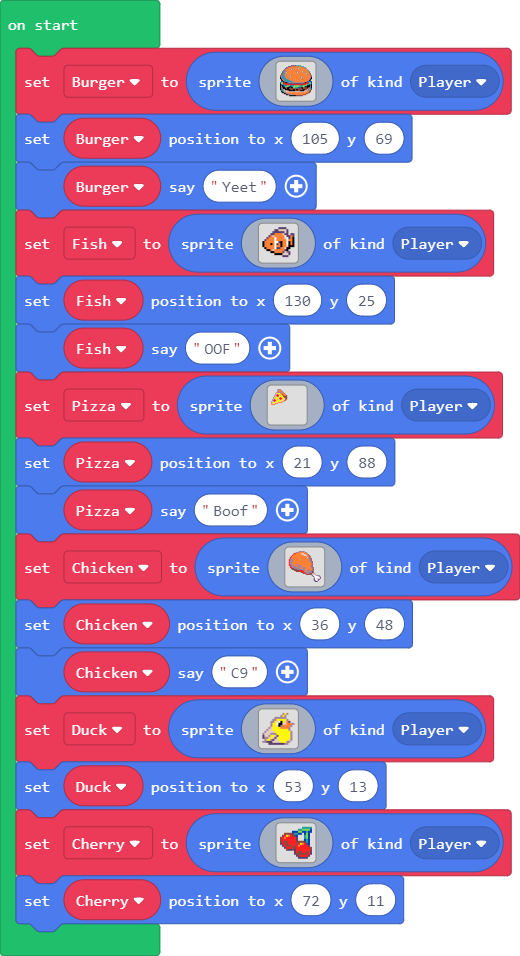 on start
set Burger to sprite of kind Player
set Burger position to x 105 y 69
Burger say "Yeet"
set Fish to sprite of kind Player
set Fish position to x 130 y 25
Fish say "OOF"
set Pizza to sprite of kind Player
set Pizza position to x 21 y 88
Pizza say "Boof"
set Chicken to sprite of kind Player
set Chicken position to x 36 y 48
Chicken say "C9"
set Duck to sprite of kind Player
set Duck position to x 53 y 13
set Cherry to sprite of kind Player
set Cherry position to x 72 y 11